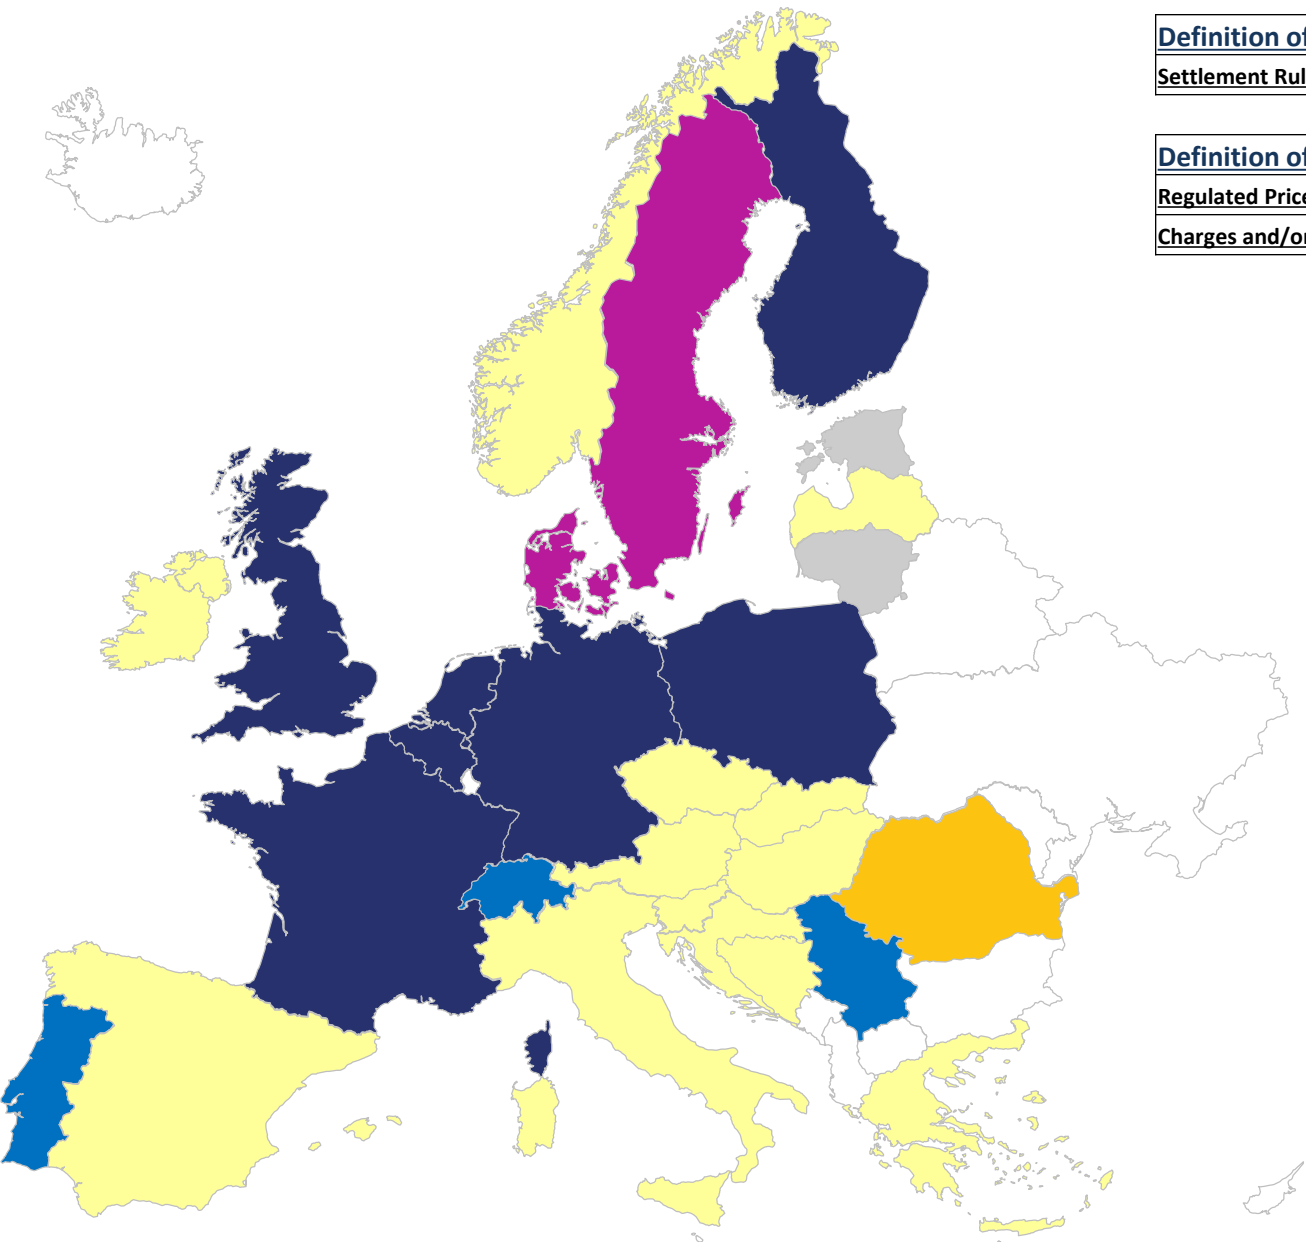 Definition of
Settlement Rul
Definition of
Regulated Price
Charges and/or